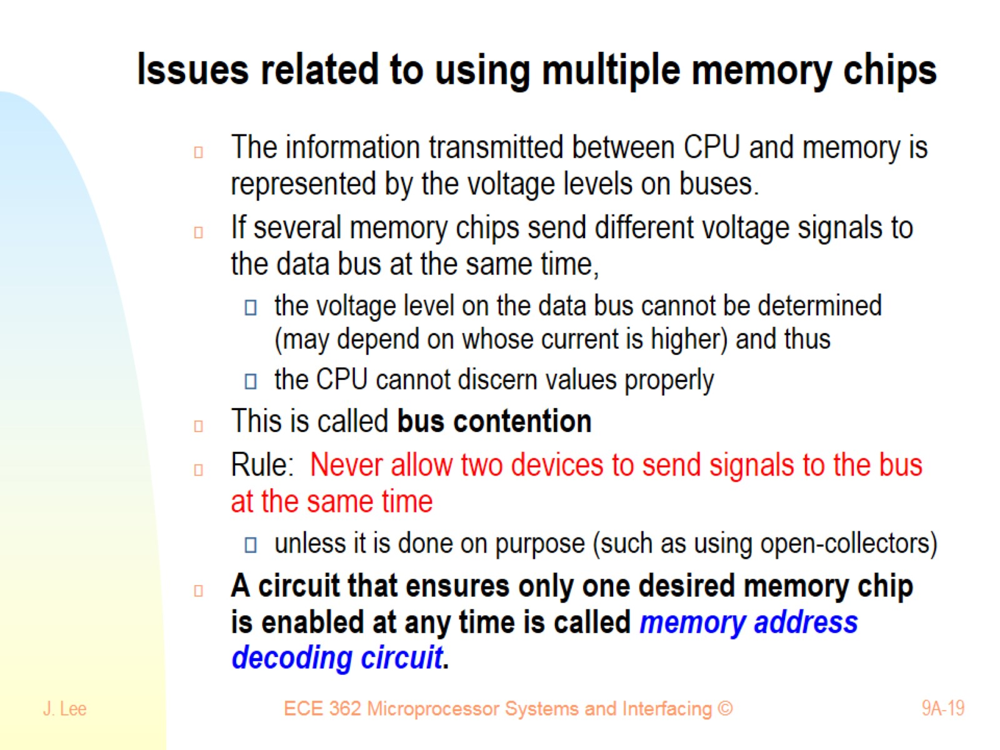 Issues related to using multiple memory chips
The information transmitted between CPU and memory is
represented by the voltage levels on buses.
If several memory chips send different voltage signals to
the data bus at the same time,
the voltage level on the data bus cannot be determined
(may depend on whose current is higher) and thus
the CPU cannot discern values properly
This is called bus contention
Rule: Never allow two devices to send signals to the bus
at the same time
unless it is done on purpose (such as using open-collectors)
A circuit that ensures only one desired memory chip
is enabled at any time is called memory address
decoding circuit.
J. Lee
ECE 362 Microprocessor Systems and Interfacing ©
9A-19